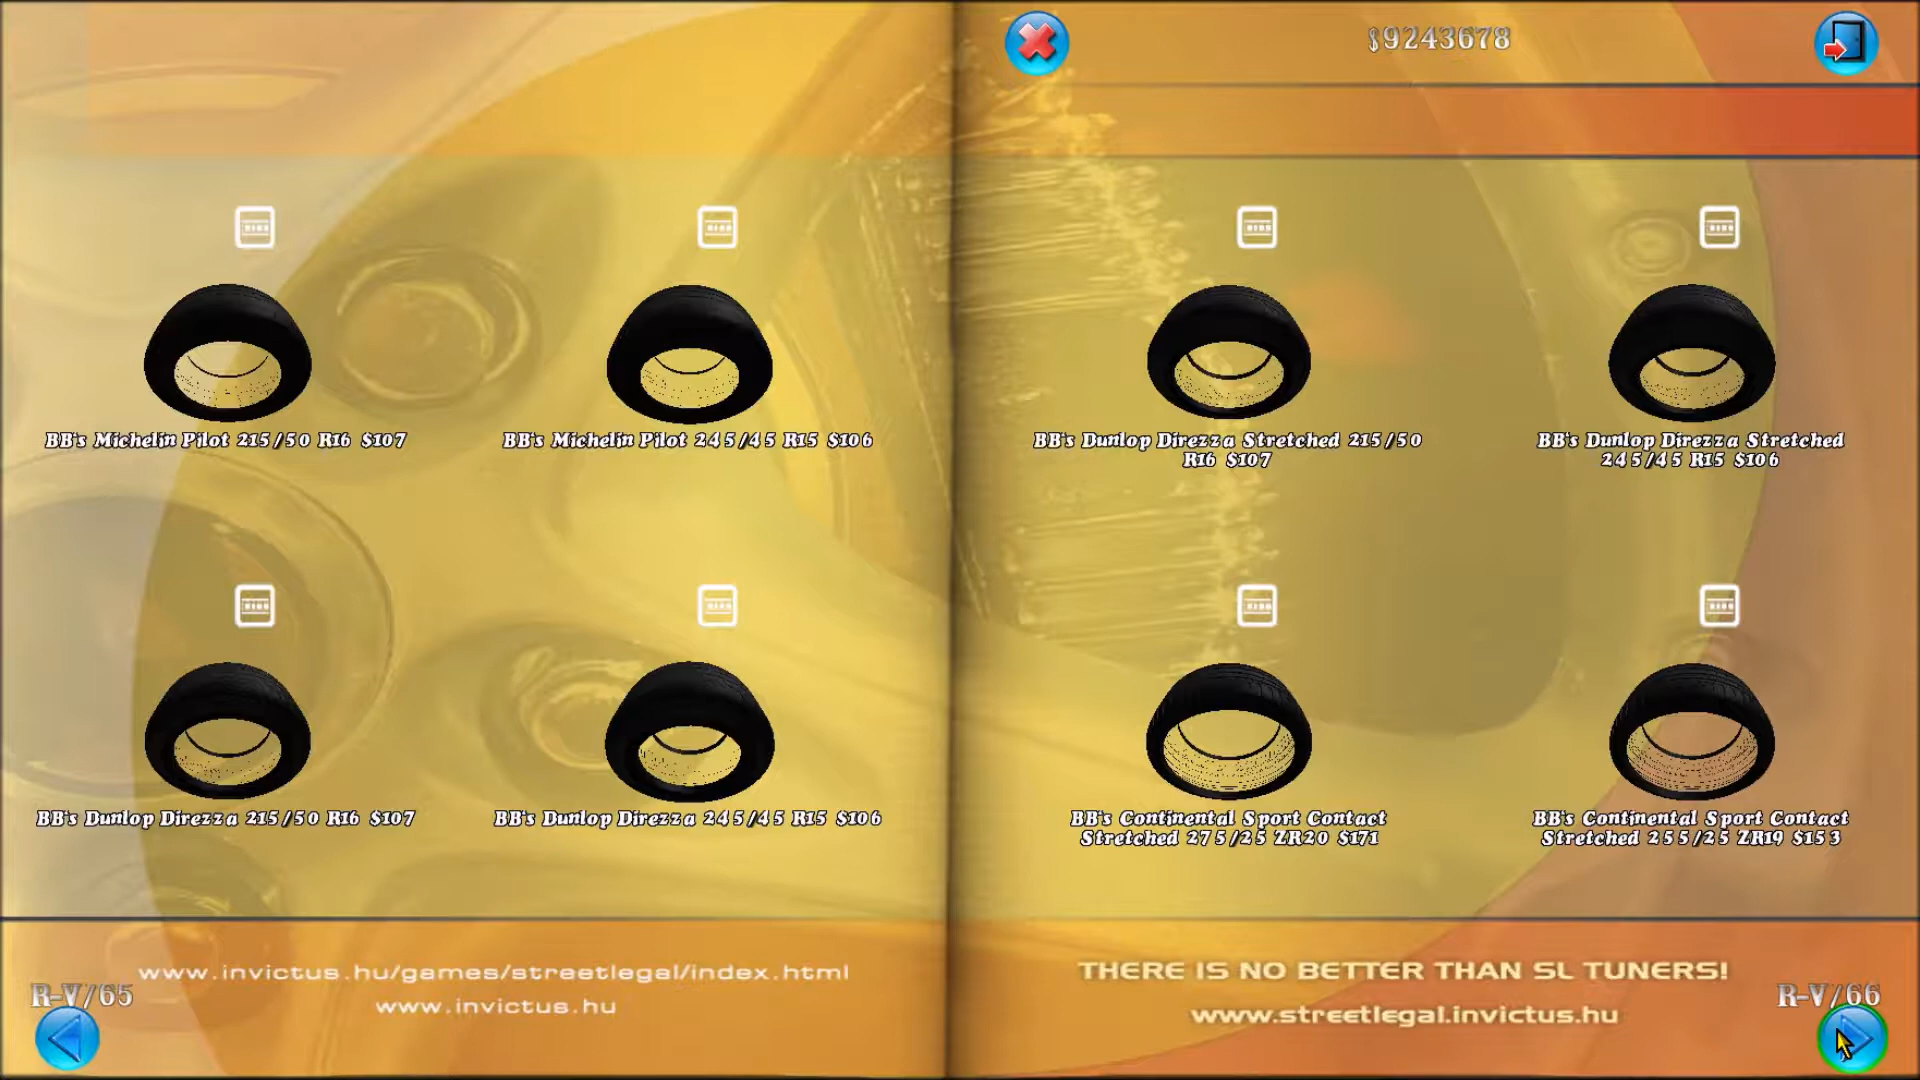 $9243678
BB's Michelin Pilot 215/50 R16 $107
BB's Michelin Pilot 245/45 R15 $106
BB's Dunlop Direzza Stretched 215/50
R16 $107
BB's Dunlop Direzza Stretched
245/45 R15 $106
BB's Dunlop Direzza 215/50 R16 $107
BB's Dunlop Direzza 245/45 R15 $106
BB's Continental Sport Contact
Stretched 275/25 ZR20 $171
BB's Continental Sport Contact
Stretched 255/25 ZR19 $153
www.invictus.hu/games/streetlegal/index.html
www.invictus.hu
R-V/65
THERE IS NO BETTER THAN SL TUNERS!
www.streetlegal.invictus.hu
R-V/66